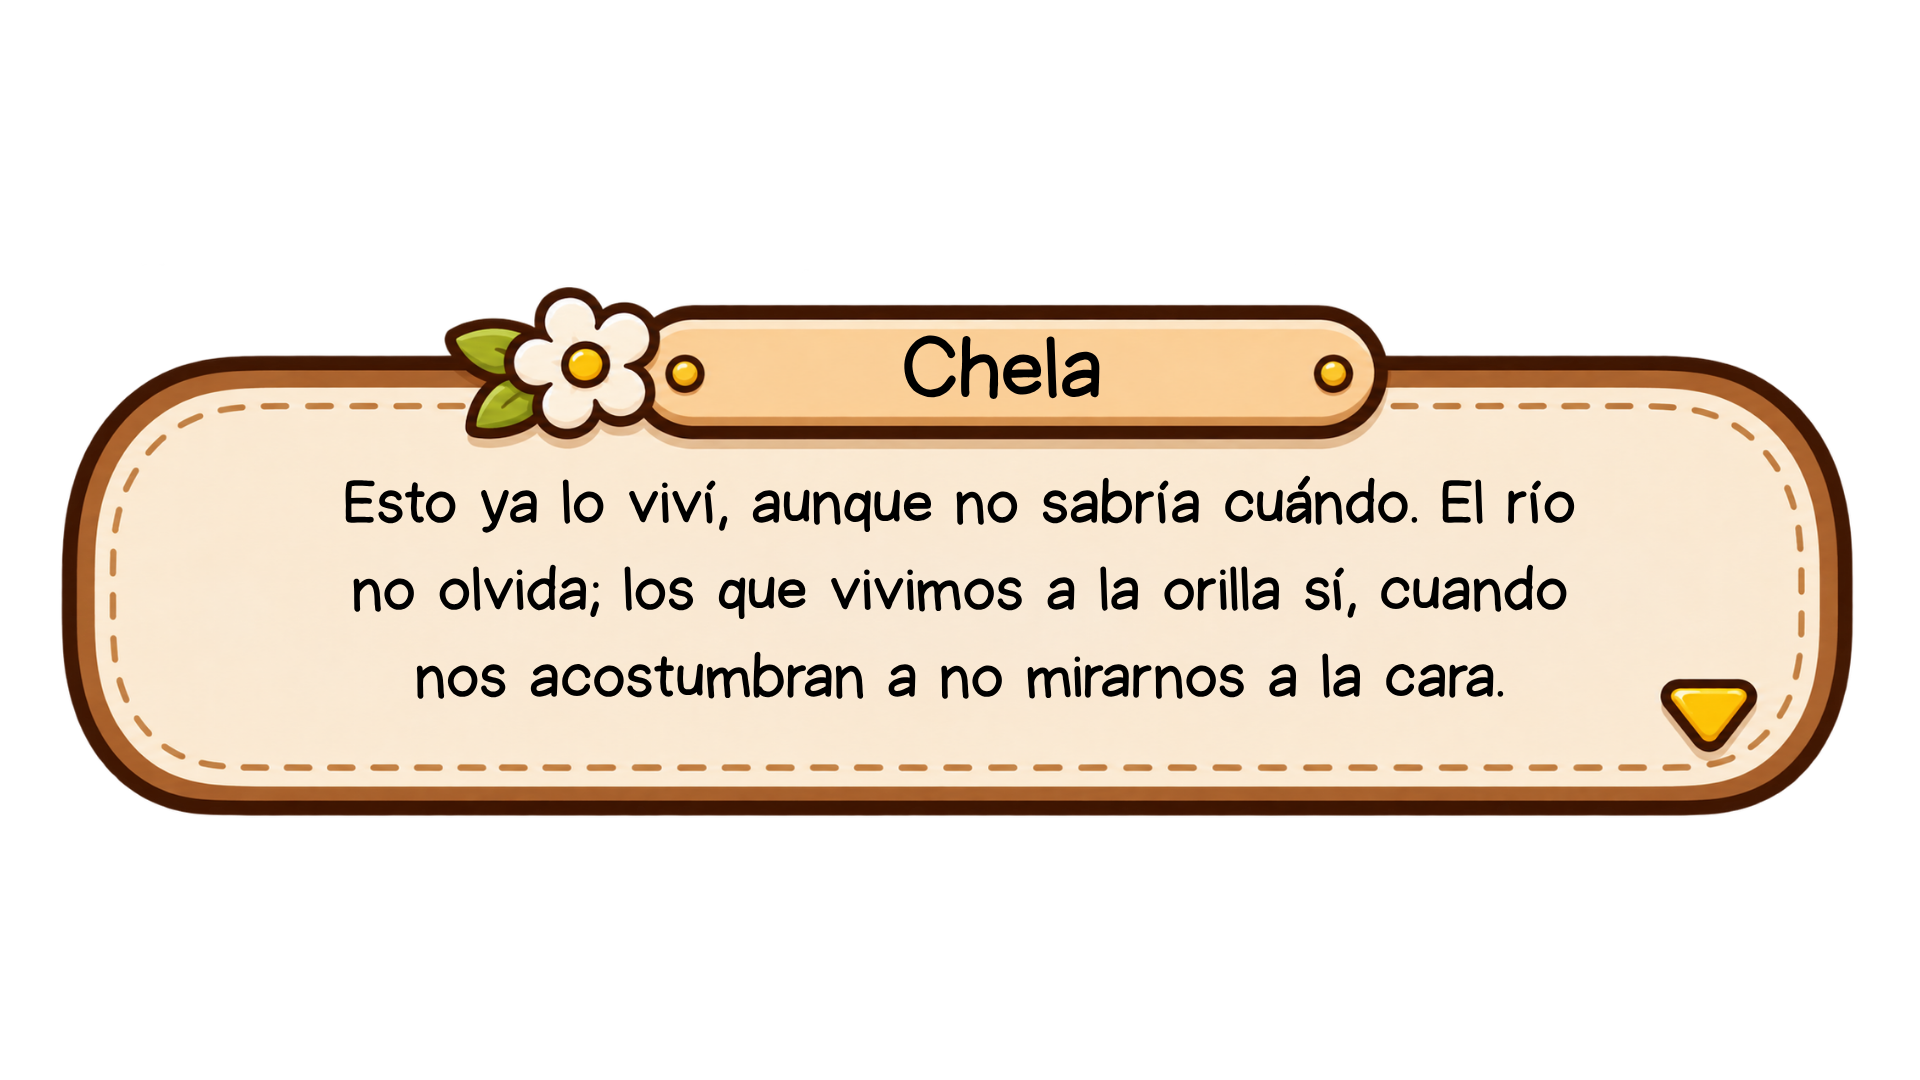 Chela
Esto ya lo viví, aunque no sabría cuándo. El río
no olvida; los que vivimos a la orilla sí, cuando
nos acostumbran a no mirarnos a la cara.